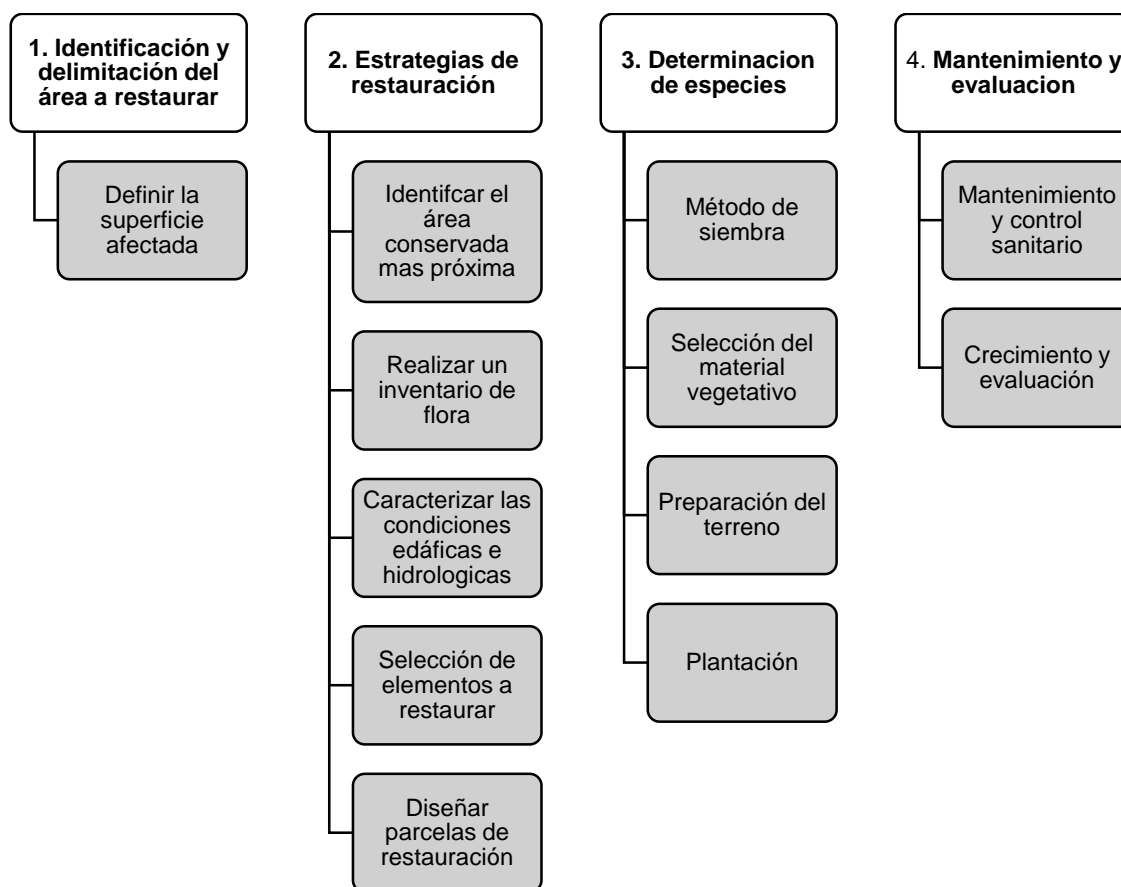 1. Identificación y
delimitación del
área a restaurar
Definir la
superficie
afectada
2. Estrategias de
restauración
Identifcar el
área
conservada
mas próxima
Realizar un
inventario de
flora
Caracterizar las
condiciones
edáficas e
hidrologicas
Selección de
elementos a
restaurar
Diseñar
parcelas de
restauración
3. Determinacion
de especies
Método de
siembra
Selección del
material
vegetativo
Preparación del
terreno
Plantación
4. Mantenimiento y
evaluacion
Mantenimiento
y control
sanitario
Crecimiento y
evaluación